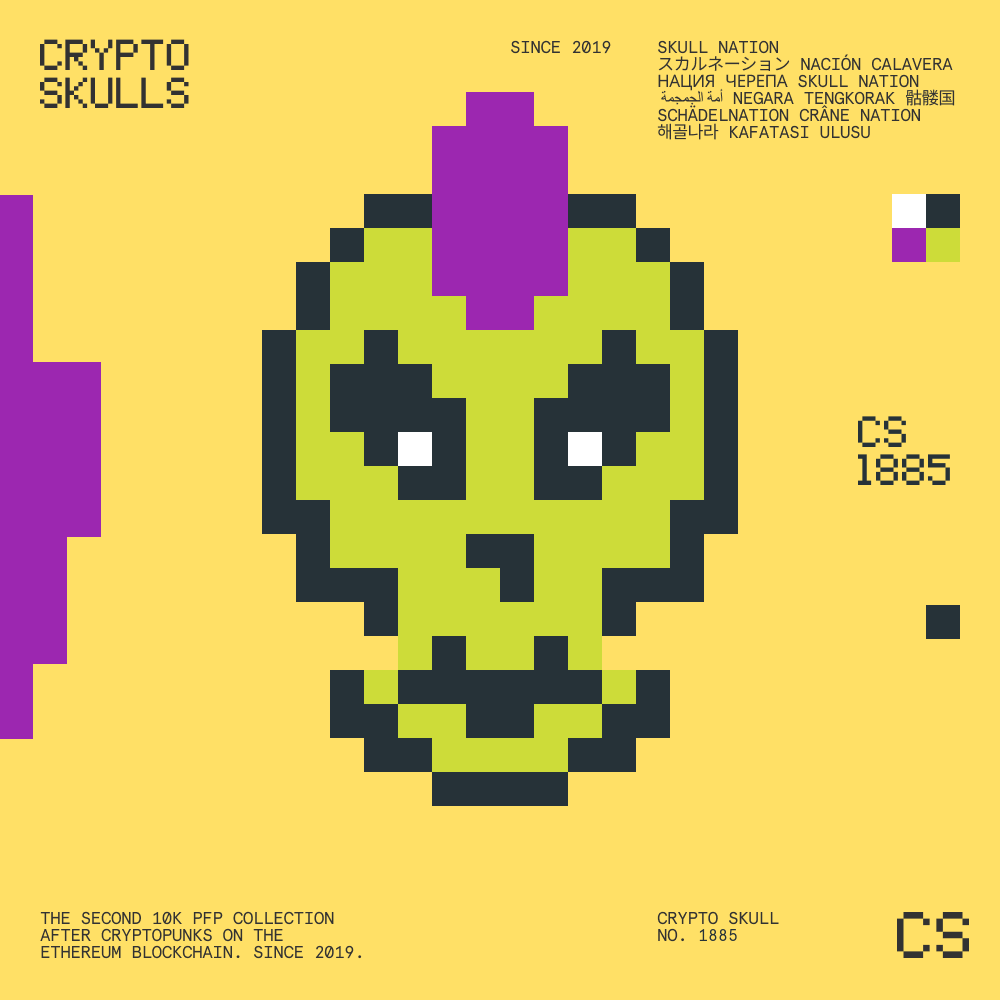 CRYPTO
SKULLS
SINCE 2019
SKULL NATION
スカルネーション NACIÓN CALAVERA
НАЦИЯ ЧЕРЕПА SKULL NATION
أمة الجمجمة NEGARA TENGKORAK 骷髅国
SCHÄDELNATION CRÂNE NATION
해골나라 KAFATASI ULUSU
CS
1885
THE SECOND 10K PFP COLLECTION
AFTER CRYPTOPUNKS ON THE
ETHEREUM BLOCKCHAIN. SINCE 2019.
CRYPTO SKULL
NO. 1885
CS